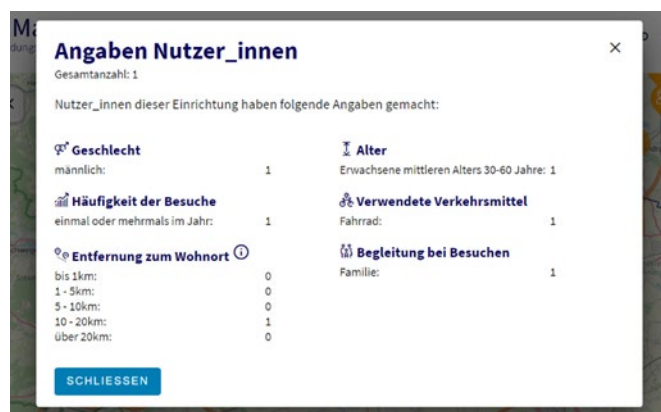 Angaben Nutzer_innen
Gesamtanzahl: 1
Nutzer_innen dieser Einrichtung haben folgende Angaben gemacht:
Geschlecht
männlich: 1
Alter
Erwachsene mittleren Alters 30-60 Jahre: 1
Häufigkeit der Besuche
einmal oder mehrmals im Jahr: 1
Verwendete Verkehrsmittel
Fahrrad: 1
Entfernung zum Wohnort
bis 1km: 0
1 - 5km: 0
5 - 10km: 0
10 - 20km: 1
über 20km: 0
Begleitung bei Besuchen
Familie: 1
SCHLIESSEN